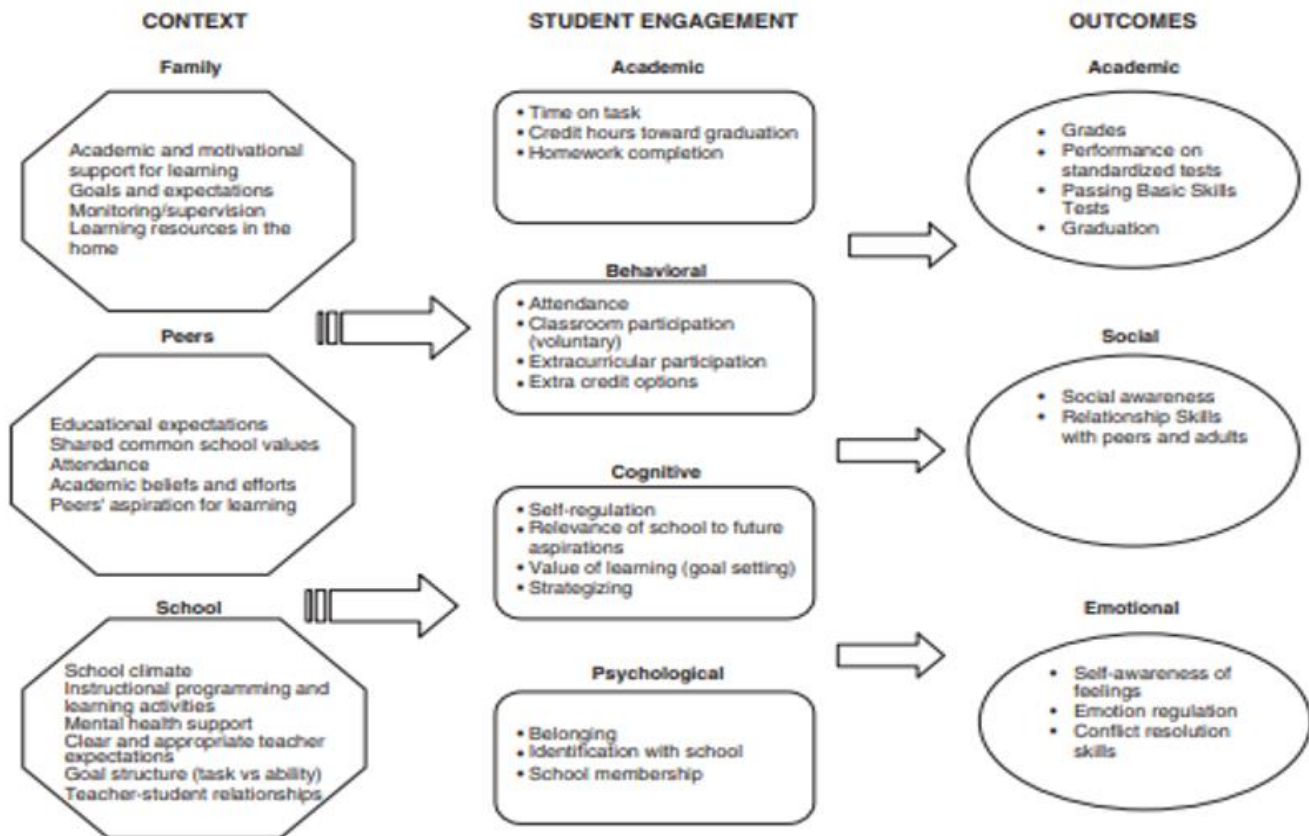 CONTEXT
Family
Academic and motivational
support for learning
Goals and expectations
Monitoring/supervision
Learning resources in the
home
Peers
Educational expectations
Shared common school values
Attendance
Academic beliefs and efforts
Peers' aspiration for learning
School
School climate
Instructional programming and
learning activities
Mental health support
Clear and appropriate teacher
expectations
Goal structure (task vs ability)
Teacher-student relationships
STUDENT ENGAGEMENT
Academic
• Time on task
• Credit hours toward graduation
• Homework completion
Behavioral
• Attendance
• Classroom participation
(voluntary)
• Extracurricular participation
• Extra credit options
Cognitive
• Self-regulation
• Relevance of school to future
aspirations
• Value of learning (goal setting)
• Strategizing
Psychological
• Belonging
• Identification with school
• School membership
OUTCOMES
Academic
• Grades
• Performance on
standardized tests
• Passing Basic Skills
Tests
• Graduation
Social
• Social awareness
• Relationship Skills
with peers and adults
Emotional
• Self-awareness of
feelings
• Emotion regulation
• Conflict resolution
skills